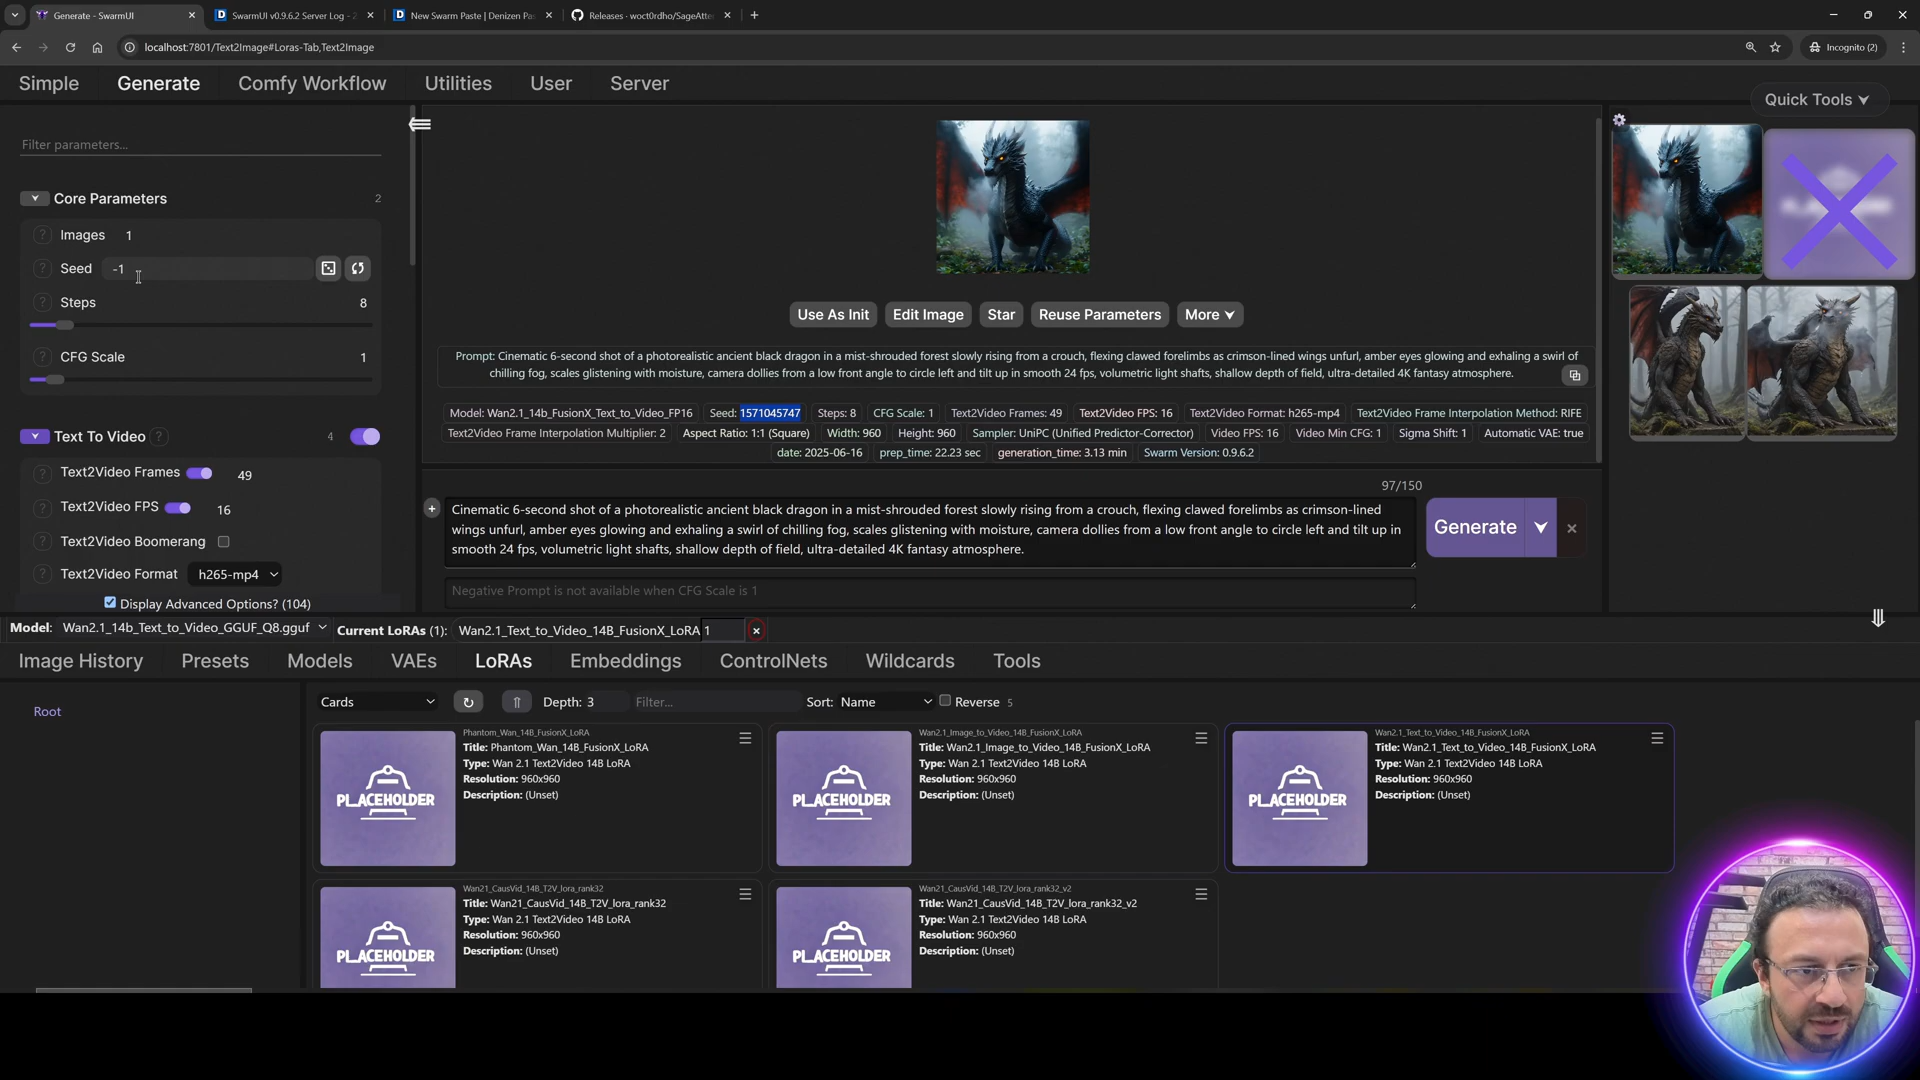 Generate - SwarmUI
SwarmUI v0.9.6.2 Server Log - 2
New Swarm Paste | Denizen Pas
Releases · woct0rdho/SageAtte
localhost:7801/Text2Image#Loras-Tab,Text2Image
Incognito (2)
Simple
Generate
Comfy Workflow
Utilities
User
Server
Quick Tools
Filter parameters...
Core Parameters
2
? Images 1
? Seed -1
? Steps 8
? CFG Scale 1
Text To Video ? 4
? Text2Video Frames 49
? Text2Video FPS 16
? Text2Video Boomerang
? Text2Video Format h265-mp4
Display Advanced Options? (104)
Use As Init
Edit Image
Star
Reuse Parameters
More
Prompt: Cinematic 6-second shot of a photorealistic ancient black dragon in a mist-shrouded forest slowly rising from a crouch, flexing clawed forelimbs as crimson-lined wings unfurl, amber eyes glowing and exhaling a swirl of
chilling fog, scales glistening with moisture, camera dollies from a low front angle to circle left and tilt up in smooth 24 fps, volumetric light shafts, shallow depth of field, ultra-detailed 4K fantasy atmosphere.
Model: Wan2.1_14b_FusionX_Text_to_Video_FP16 Seed: 1571045747 Steps: 8 CFG Scale: 1 Text2Video Frames: 49 Text2Video FPS: 16 Text2Video Format: h265-mp4 Text2Video Frame Interpolation Method: RIFE
Text2Video Frame Interpolation Multiplier: 2 Aspect Ratio: 1:1 (Square) Width: 960 Height: 960 Sampler: UniPC (Unified Predictor-Corrector) Video FPS: 16 Video Min CFG: 1 Sigma Shift: 1 Automatic VAE: true
date: 2025-06-16 prep_time: 22.23 sec generation_time: 3.13 min Swarm Version: 0.9.6.2
97/150
+
Cinematic 6-second shot of a photorealistic ancient black dragon in a mist-shrouded forest slowly rising from a crouch, flexing clawed forelimbs as crimson-lined
wings unfurl, amber eyes glowing and exhaling a swirl of chilling fog, scales glistening with moisture, camera dollies from a low front angle to circle left and tilt up in
smooth 24 fps, volumetric light shafts, shallow depth of field, ultra-detailed 4K fantasy atmosphere.
Generate
Negative Prompt is not available when CFG Scale is 1
Model: Wan2.1_14b_Text_to_Video_GGUF_Q8.gguf Current LoRAs (1): Wan2.1_Text_to_Video_14B_FusionX_LoRA 1
Image History
Presets
Models
VAEs
LoRAs
Embeddings
ControlNets
Wildcards
Tools
Root
Cards
Depth: 3
Filter...
Sort: Name
Reverse 5
PLACEHOLDER
Phantom_Wan_14B_FusionX_LoRA
Title: Phantom_Wan_14B_FusionX_LoRA
Type: Wan 2.1 Text2Video 14B LoRA
Resolution: 960x960
Description: (Unset)
PLACEHOLDER
Wan2.1_Image_to_Video_14B_FusionX_LoRA
Title: Wan2.1_Image_to_Video_14B_FusionX_LoRA
Type: Wan 2.1 Text2Video 14B LoRA
Resolution: 960x960
Description: (Unset)
PLACEHOLDER
Wan2.1_Text_to_Video_14B_FusionX_LoRA
Title: Wan2.1_Text_to_Video_14B_FusionX_LoRA
Type: Wan 2.1 Text2Video 14B LoRA
Resolution: 960x960
Description: (Unset)
PLACEHOLDER
Wan21_CausVid_14B_T2V_lora_rank32
Title: Wan21_CausVid_14B_T2V_lora_rank32
Type: Wan 2.1 Text2Video 14B LoRA
Resolution: 960x960
Description: (Unset)
PLACEHOLDER
Wan21_CausVid_14B_T2V_lora_rank32_v2
Title: Wan21_CausVid_14B_T2V_lora_rank32_v2
Type: Wan 2.1 Text2Video 14B LoRA
Resolution: 960x960
Description: (Unset)